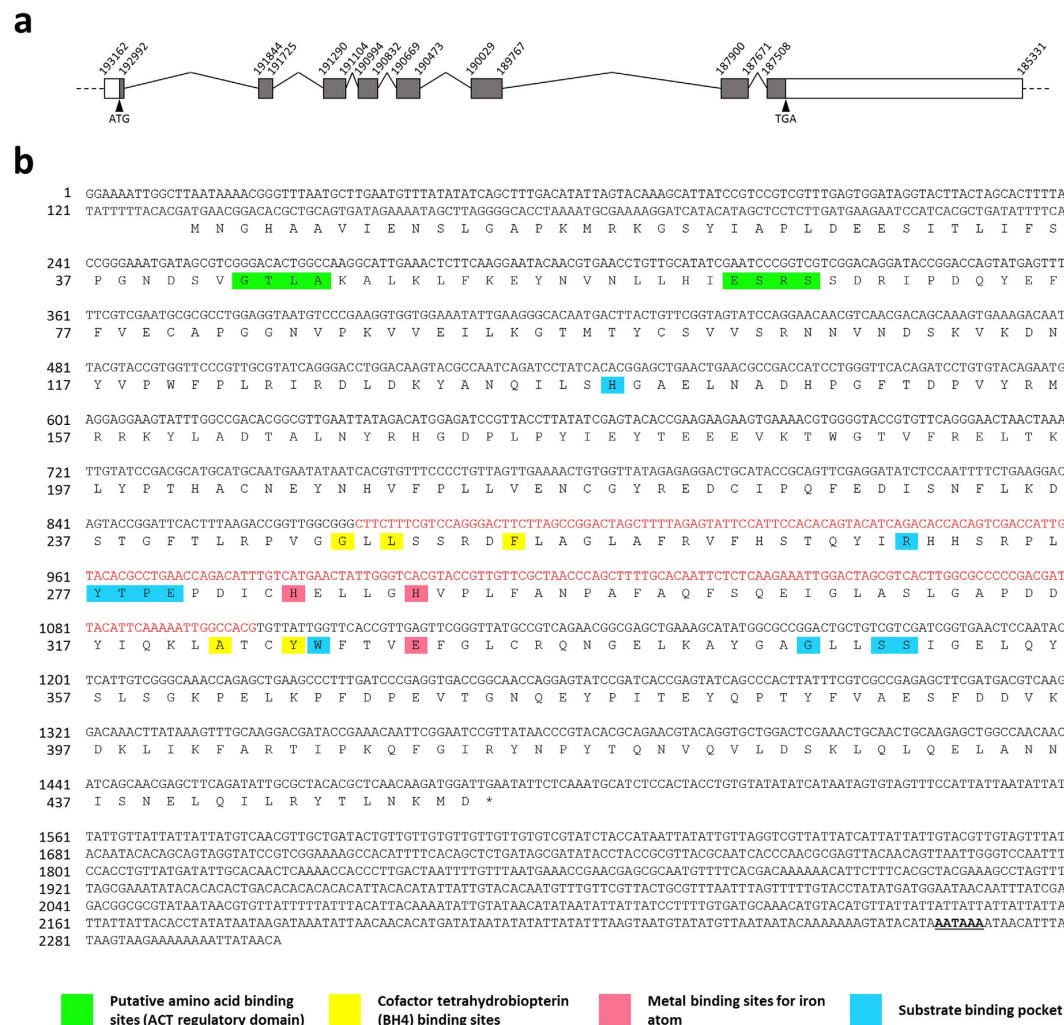 a
193162
192992
191844
191725
191290
191104
190994
190832
190669
190473
190029
189767
187900
187671
187508
185331
ATG
TGA
b
1 GGAAAATTGGCTTAATAAAACGGGTTTAATGCTTGAATGTTTATATATCAGCTTTGACATATTAGTACAAAGCATTATCCGTCCGTCGTTTGAGTGGATAGGTACTTACTAGCACTTTTA
121 TATTTTTACACGATGAACGGACACGCTGCAGTGATAGAAAATAGCTTAGGGGCACCTAAAATGCGAAAAGGATCATACATAGCTCCTCTTGATGAAGAATCCATCACGCTGATATTTTCA
M N G H A A V I E N S L G A P K M R K G S Y I A P L D E E S I T L I F S
241 CCGGGAAATGATAGCGTCGGGACACTGGCCAAGGCATTGAAACTCTTCAAGGAATACAACGTGAACCTGTTGCATATCGAATCCCGGTCGTCGGACAGGATACCGGACCAGTATGAGTTT
37 P G N D S V G T L A K A L K L F K E Y N V N L L H I E S R S S D R I P D Q Y E F
361 TTCGTCGAATGCGCGCCTGGAGGTAATGTCCCGAAGGTGGTGGAAATATTGAAGGGCACAATGACTTACTGTTCGGTAGTATCCAGGAACAACGTCAACGACAGCAAAGTGAAAGACAAT
77 F V E C A P G G N V P K V V E I L K G T M T Y C S V V S R N N V N D S K V K D N
481 TACGTACCGTGGTTCCCGTTGCGTATCAGGGACCTGGACAAGTACGCCAATCAGATCCTATCACACGGAGCTGAACTGAACGCCGACCATCCTGGGTTCACAGATCCTGTGTACAGAATG
117 Y V P W F P L R I R D L D K Y A N Q I L S H G A E L N A D H P G F T D P V Y R M
601 AGGAGGAAGTATTTGGCCGACACGGCGTTGAATTATAGACATGGAGATCCGTTACCTTATATCGAGTACACCGAAGAAGAAGTGAAAACGTGGGGTACCGTGTTCAGGGAACTAACTAAA
157 R R K Y L A D T A L N Y R H G D P L P Y I E Y T E E E V K T W G T V F R E L T K
721 TTGTATCCGACGCATGCATGCAATGAATATAATCACGTGTTTCCCCTGTTAGTTGAAAACTGTGGTTATAGAGAGGACTGCATACCGCAGTTCGAGGATATCTCCAATTTTCTGAAGGAC
197 L Y P T H A C N E Y N H V F P L L V E N C G Y R E D C I P Q F E D I S N F L K D
841 AGTACCGGATTCACTTTAAGACCGGTTGGCGGGCTTCTTTCGTCCAGGGACTTCTTAGCCGGACTAGCTTTTAGAGTATTCCATTCCACACAGTACATCAGACACCACAGTCGACCATTG
237 S T G F T L R P V G G L L S S R D F L A G L A F R V F H S T Q Y I R H H S R P L
961 TACACGCCTGAACCAGACATTTGTCATGAACTATTGGGTCACGTACCGTTGTTCGCTAACCCAGCTTTTGCACAATTCTCTCAAGAAATTGGACTAGCGTCACTTGGCGCCCCCGACGAT
277 Y T P E P D I C H E L L G H V P L F A N P A F A Q F S Q E I G L A S L G A P D D
1081 TACATTCAAAAATTGGCCACGTGTTATTGGTTCACCGTTGAGTTCGGGTTATGCCGTCAGAACGGCGAGCTGAAAGCATATGGCGCCGGACTGCTGTCGTCGATCGGTGAACTCCAATAC
317 Y I Q K L A T C Y W F T V E F G L C R Q N G E L K A Y G A G L L S S I G E L Q Y
1201 TCATTGTCGGGCAAACCAGAGCTGAAGCCCTTTGATCCCGAGGTGACCGGCAACCAGGAGTATCCGATCACCGAGTATCAGCCCACTTATTTCGTCGCCGAGAGCTTCGATGACGTCAAG
357 S L S G K P E L K P F D P E V T G N Q E Y P I T E Y Q P T Y F V A E S F D D V K
1321 GACAAACTTATAAAGTTTGCAAGGACGATACCGAAACAATTCGGAATCCGTTATAACCCGTACACGCAGAACGTACAGGTGCTGGACTCGAAACTGCAACTGCAAGAGCTGGCCAACAAC
397 D K L I K F A R T I P K Q F G I R Y N P Y T Q N V Q V L D S K L Q L Q E L A N N
1441 ATCAGCAACGAGCTTCAGATATTGCGCTACACGCTCAACAAGATGGATTGAATATTCTCAAATGCATCTCCACTACCTGTGTATATATCATAATAGTGTAGTTTCCATTATTAATATTAT
437 I S N E L Q I L R Y T L N K M D *
1561 TATTGTTATTATTATTATGTCAACGTTGCTGATACTGTTGTTGTGTTGTTGTTGTGTCGTATCTACCATAATTATATTGTTAGGTCGTTATTATCATTATTATTGTACGTTGTAGTTTAT
1681 ACAATACACAGCAGTAGGTATCCGTCGGAAAAGCCACATTTTCACAGCTCTGATAGCGATATACCTACCGCGTTACGCAATCACCCAACGCGAGTTACAACAGTTAATTGGGTCCAATTT
1801 CCACCTGTTATGATATTGCACAACTCAAAACCACCCTTGACTAATTTTGTTTAATGAAACCGAACGAGCGCAATGTTTTCACGACAAAAAACATTCTTTCACGCTACGAAAGCCTAGTTT
1921 TAGCGAAATATACACACACTGACACACACACACATTACACATATTATTGTACACAATGTTTGTTCGTTACTGCGTTTAATTTAGTTTTTGTACCTATATGATGGAATAACAATTTATCGA
2041 GACGGCGCGTATAATAACGTGTTATTTTTATTTACATTACAAAATATTGTATAACATATAATATTATTATCCTTTTGTGATGCAAACATGTACATGTTATTATTATTATTATTATTATTA
2161 TTATTATTACACCTATATAATAAGATAAATATTAACAACACATGATATAATATATATTATATTTAAGTAATGTATATGTTAATAATACAAAAAAAGTATACATAAATAAAATAACATTTA
2281 TAAGTAAGAAAAAAAATTATAACA
Putative amino acid binding sites (ACT regulatory domain)
Cofactor tetrahydrobiopterin (BH4) binding sites
Metal binding sites for iron atom
Substrate binding pocket